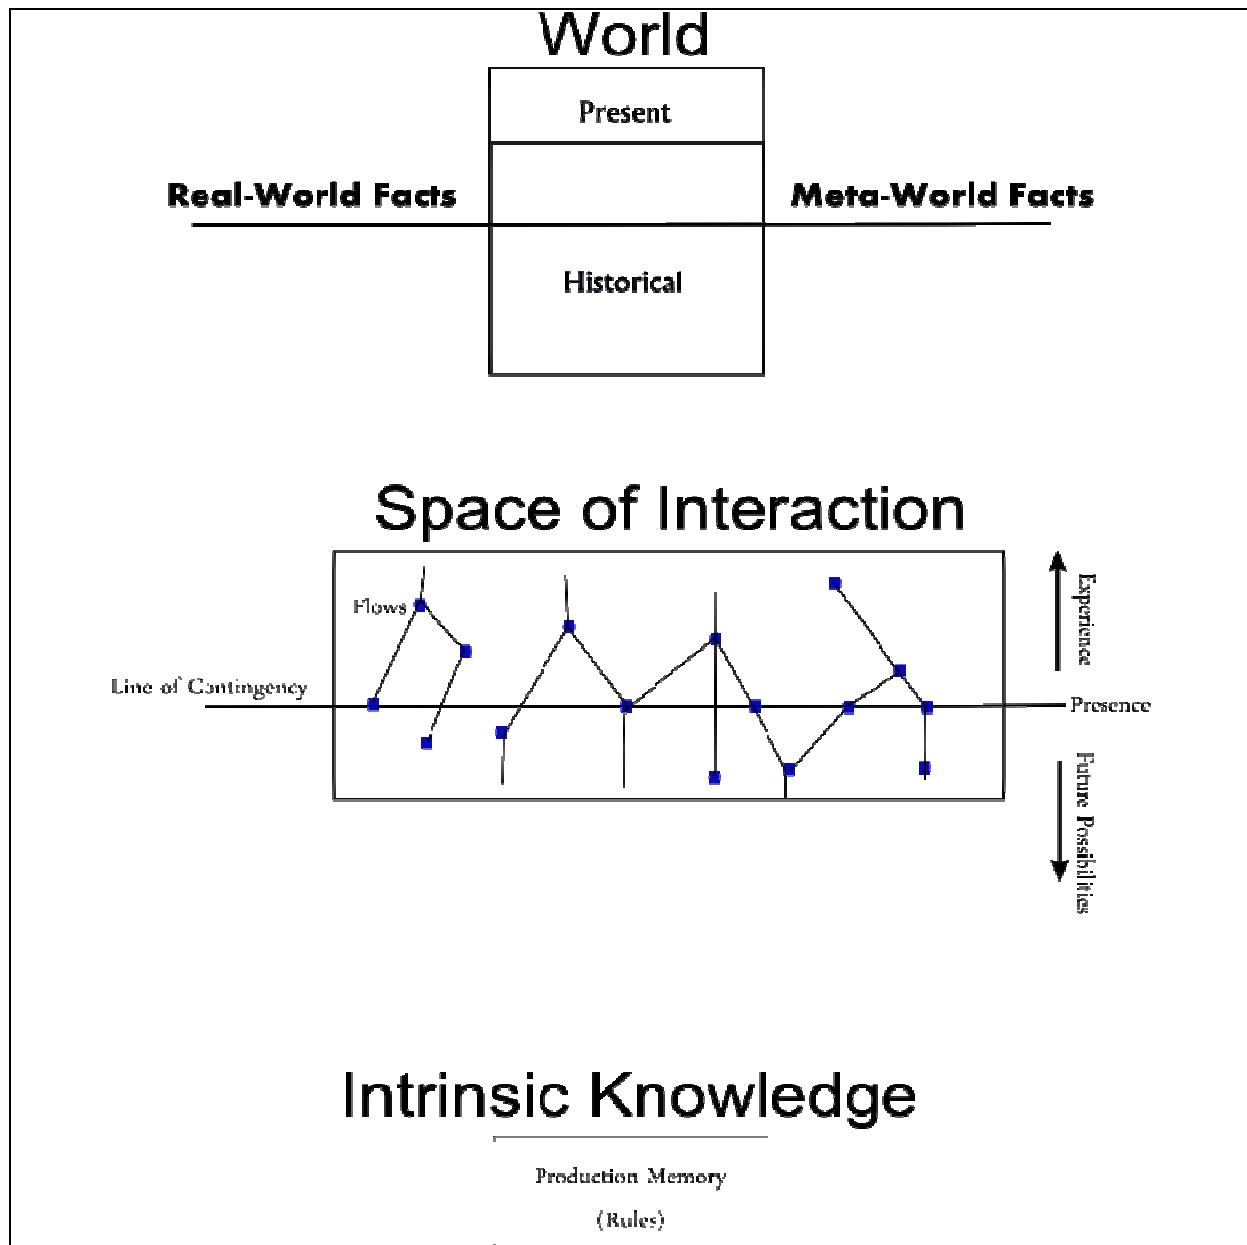 World
Present
Real-World Facts
Meta-World Facts
Historical
Space of Interaction
Flows
Experience
Line of Contingency
Presence
Future Possibilities
Intrinsic Knowledge
Production Memory
(Rules)